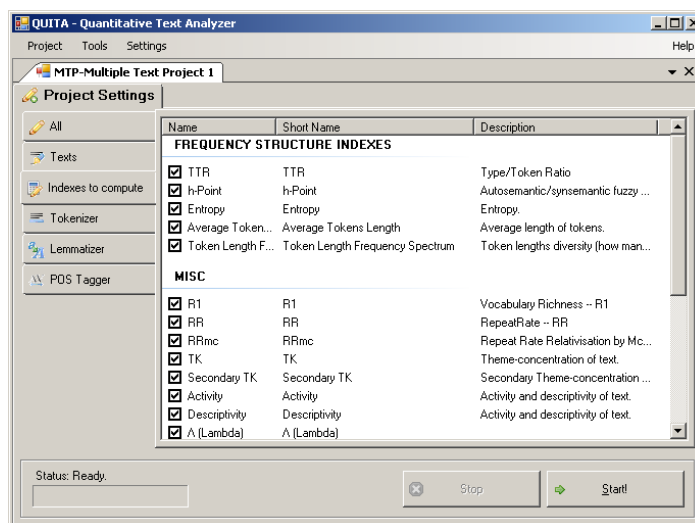 QUITA - Quantitative Text Analyzer
Project Tools Settings Help
MTP-Multiple Text Project 1
Project Settings
All
Texts
Indexes to compute
Tokenizer
Lemmatizer
POS Tagger
Name Short Name Description
FREQUENCY STRUCTURE INDEXES
TTR TTR Type/Token Ratio
h-Point h-Point Autosemantic/synsemantic fuzzy ...
Entropy Entropy Entropy.
Average Token... Average Tokens Length Average length of tokens.
Token Length F... Token Length Frequency Spectrum Token lengths diversity (how man...
MISC
R1 R1 Vocabulary Richness -- R1
RR RR RepeatRate -- RR
RRmc RRmc Repeat Rate Relativisation by Mc...
TK TK Theme-concentration of text.
Secondary TK Secondary TK Secondary Theme-concentration ...
Activity Activity Activity and descriptivity of text.
Descriptivity Descriptivity Activity and descriptivity of text.
Λ (Lambda) Λ (Lambda)
Status: Ready.
Stop Start!